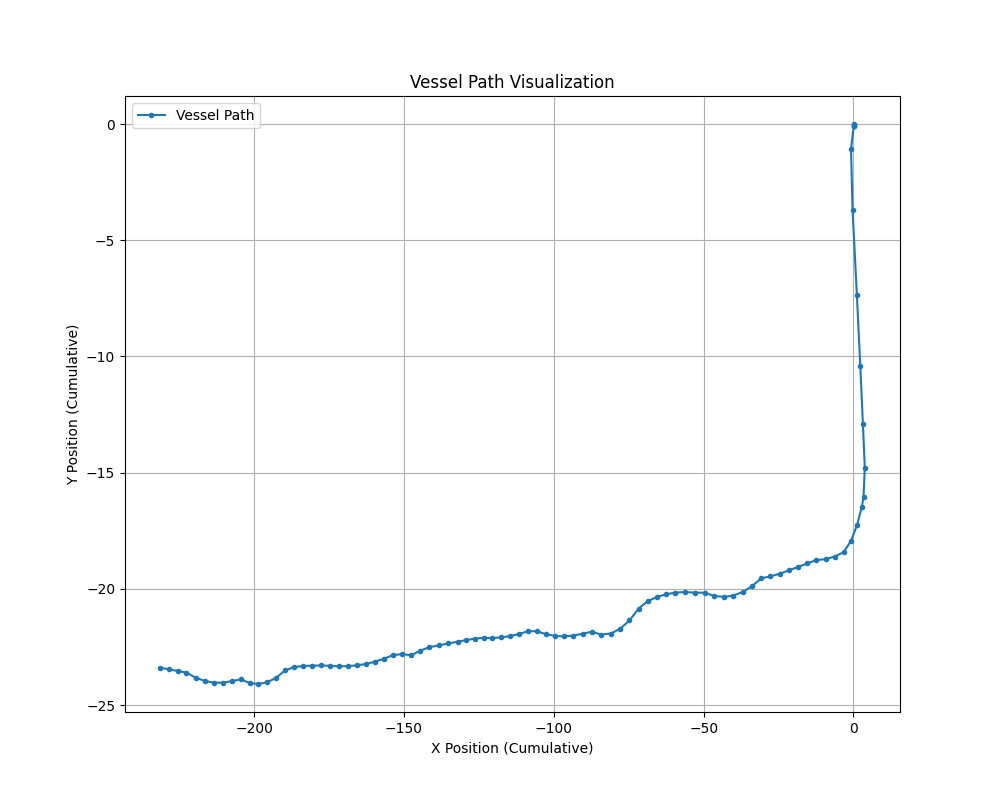 Vessel Path Visualization
Vessel Path
0
−5
−10
−15
−20
−25
Y Position (Cumulative)
−200
−150
−100
−50
0
X Position (Cumulative)